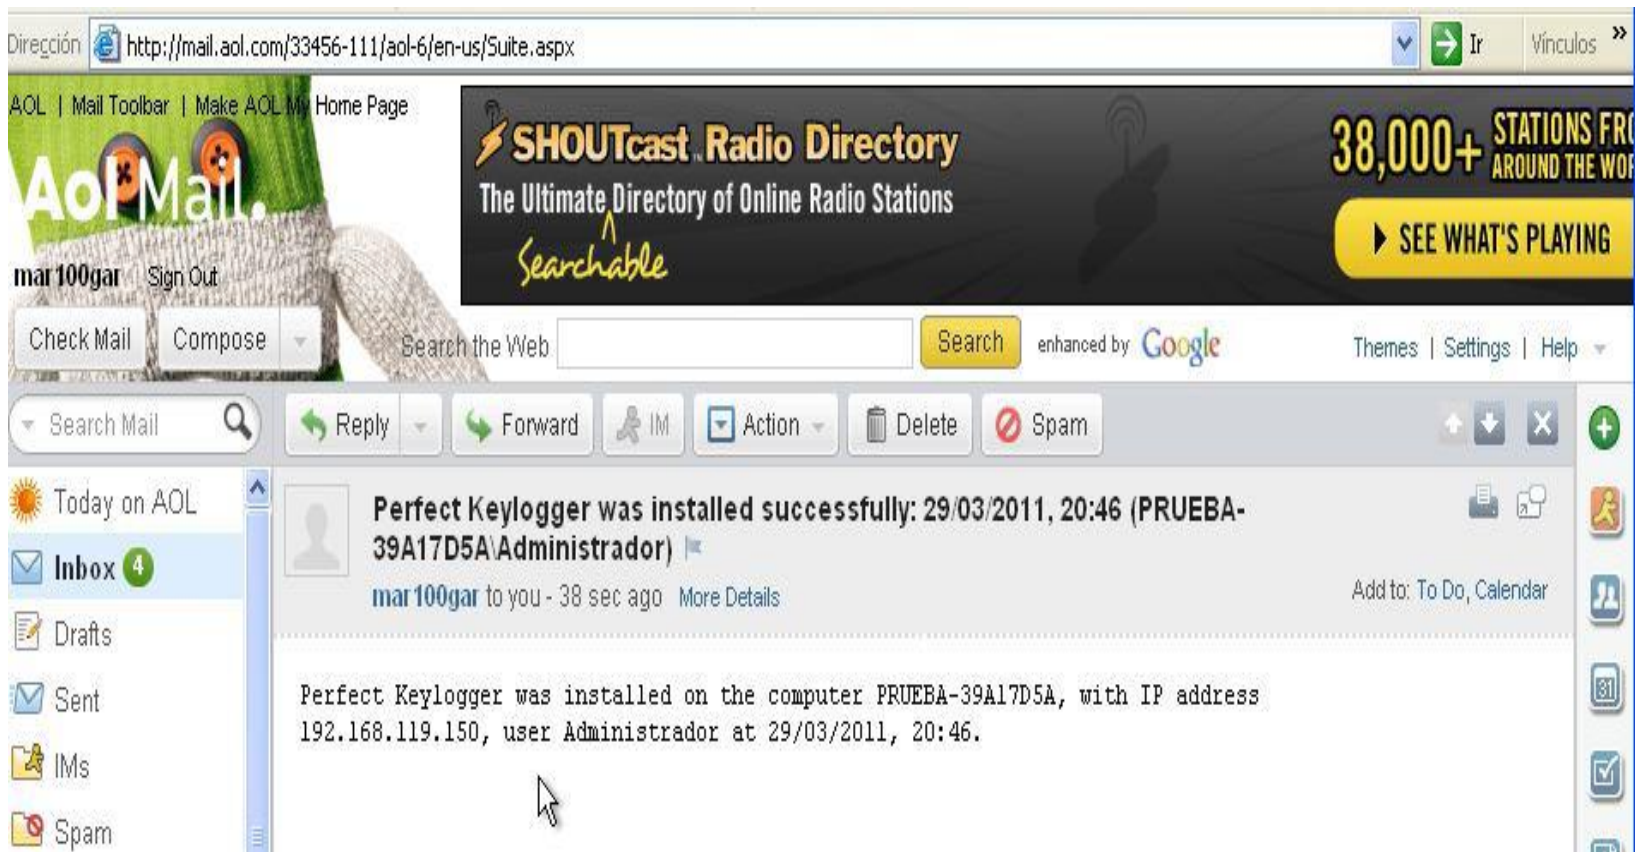 Dirección http://mail.aol.com/33456-111/aol-6/en-us/Suite.aspx Ir Vínculos »
AOL | Mail Toolbar | Make AOL My Home Page
Aol Mail.
mar100gar Sign Out
SHOUTcast Radio Directory
The Ultimate Directory of Online Radio Stations
Searchable
38,000+ STATIONS FRO
AROUND THE WOR
SEE WHAT'S PLAYING
Check Mail Compose Search the Web Search enhanced by Google Themes | Settings | Help
Search Mail Reply Forward IM Action Delete Spam
Today on AOL
Inbox 4
Drafts
Sent
IMs
Spam
Perfect Keylogger was installed successfully: 29/03/2011, 20:46 (PRUEBA-
39A17D5A\Administrador)
mar100gar to you - 38 sec ago More Details Add to: To Do, Calendar
Perfect Keylogger was installed on the computer PRUEBA-39A17D5A, with IP address
192.168.119.150, user Administrador at 29/03/2011, 20:46.
31